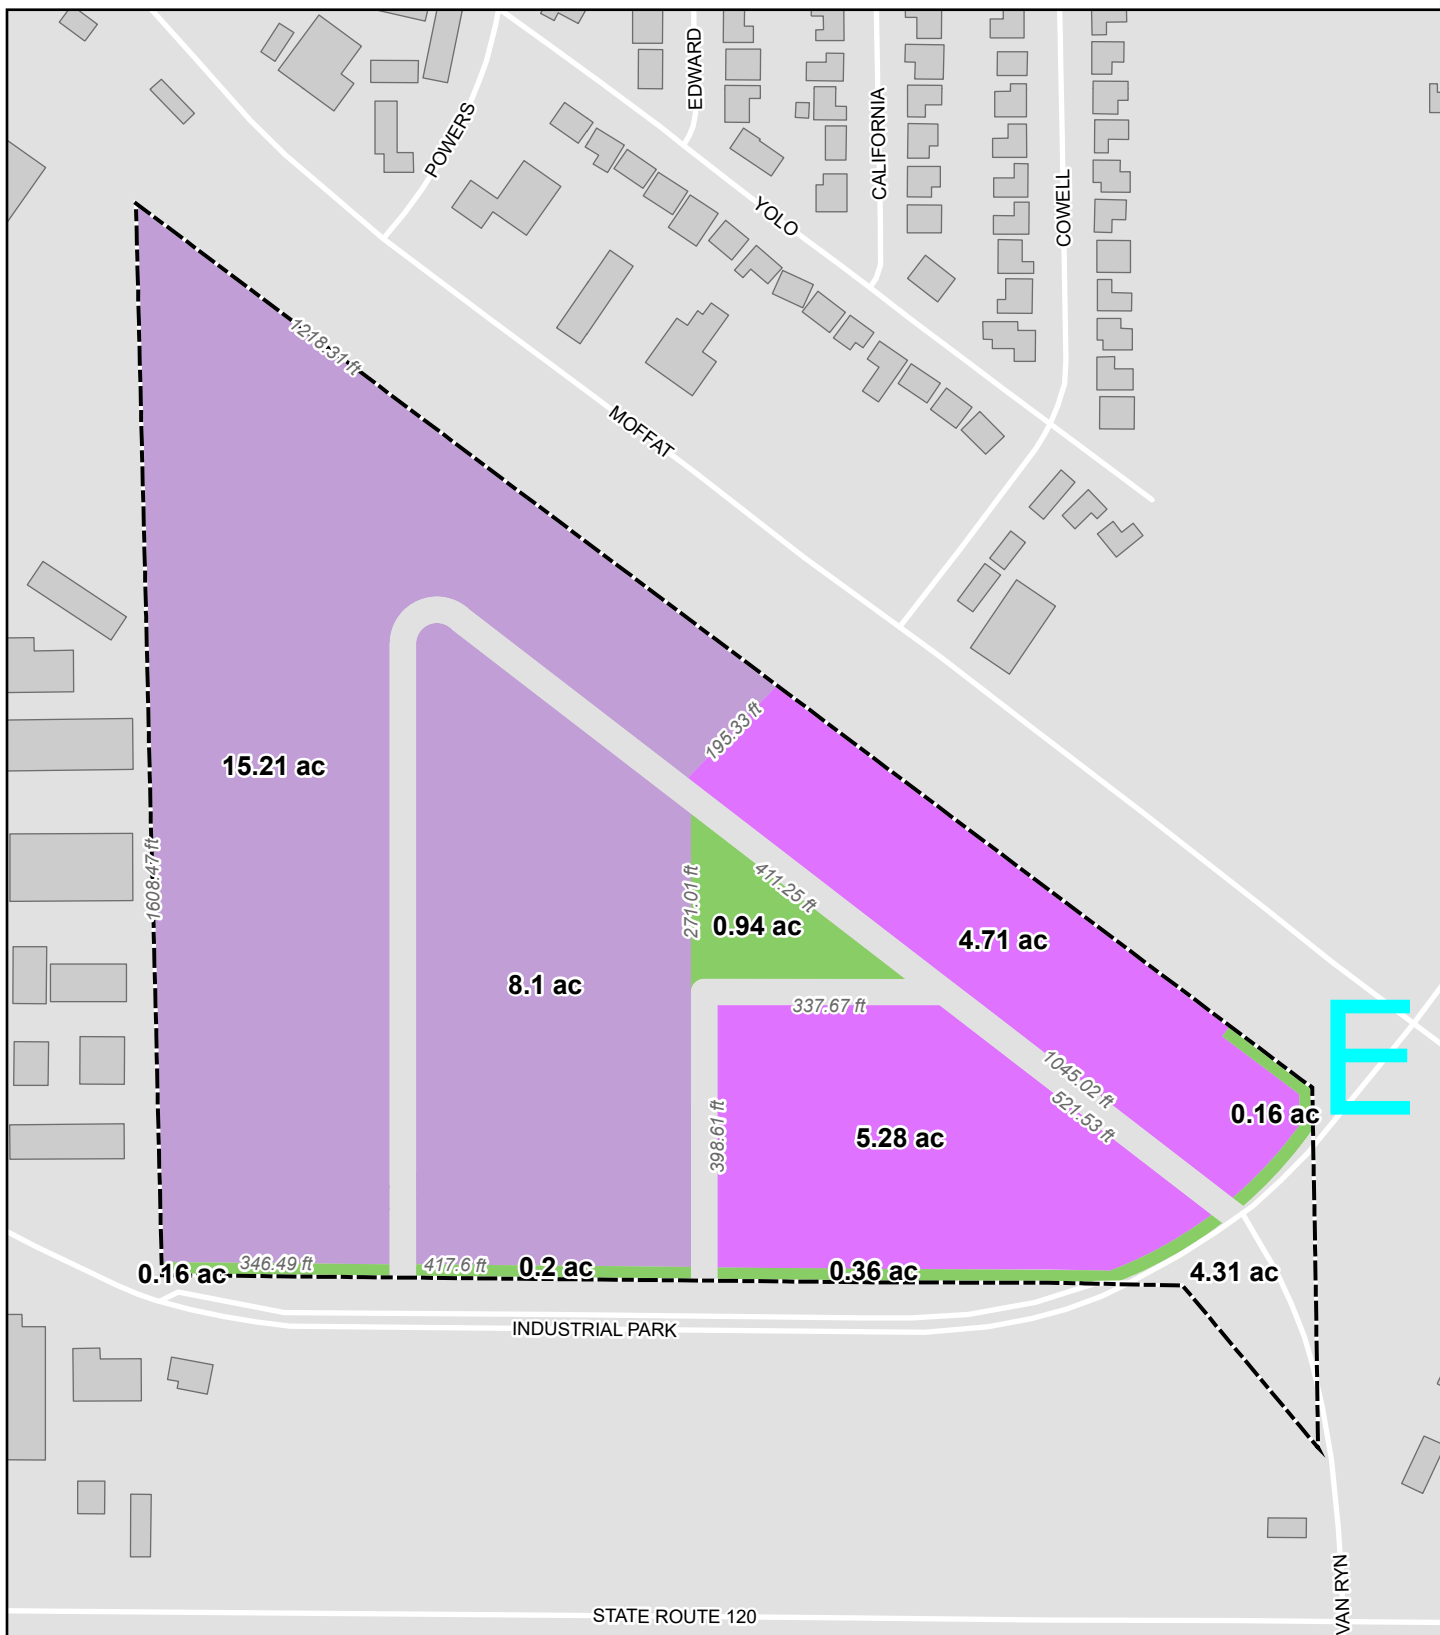 EDWARD
POWERS
CALIFORNIA
YOLO
COWELL
1218.31 ft
MOFFAT
195.33 ft
15.21 ac
1608.47 ft
271.01 ft
411.25 ft
0.94 ac
4.71 ac
8.1 ac
337.67 ft
E
1045.02 ft
521.53 ft
0.16 ac
398.61 ft
5.28 ac
0.16 ac
346.49 ft
417.6 ft
0.2 ac
0.36 ac
4.31 ac
INDUSTRIAL PARK
VAN RYN
STATE ROUTE 120